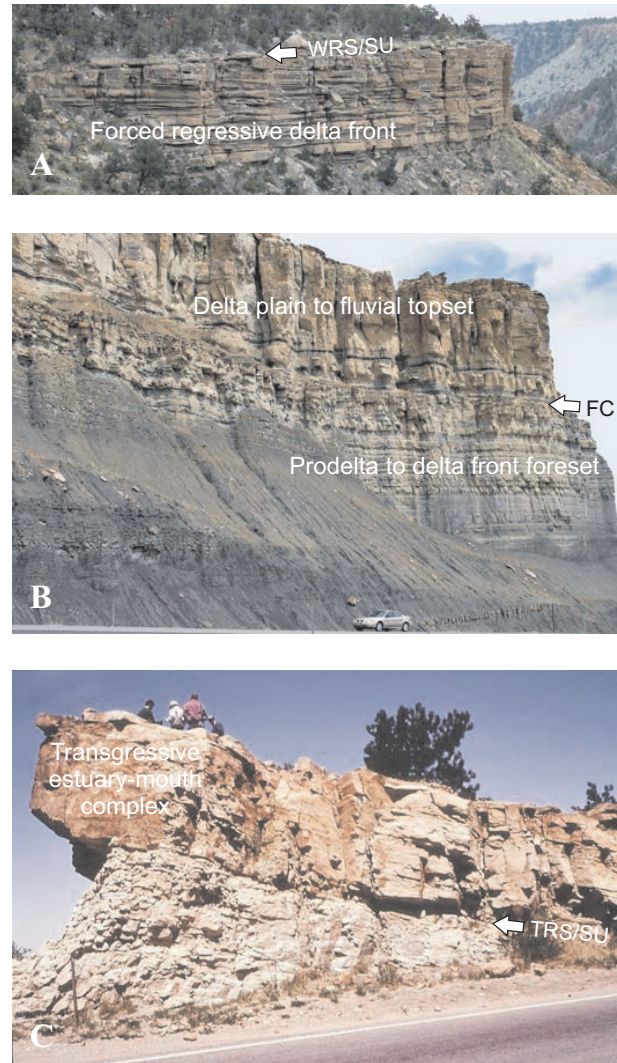 WRS/SU
Forced regressive delta front
A
Delta plain to fluvial topset
FC
Prodelta to delta front foreset
B
Transgressive
estuary-mouth
complex
TRS/SU
C